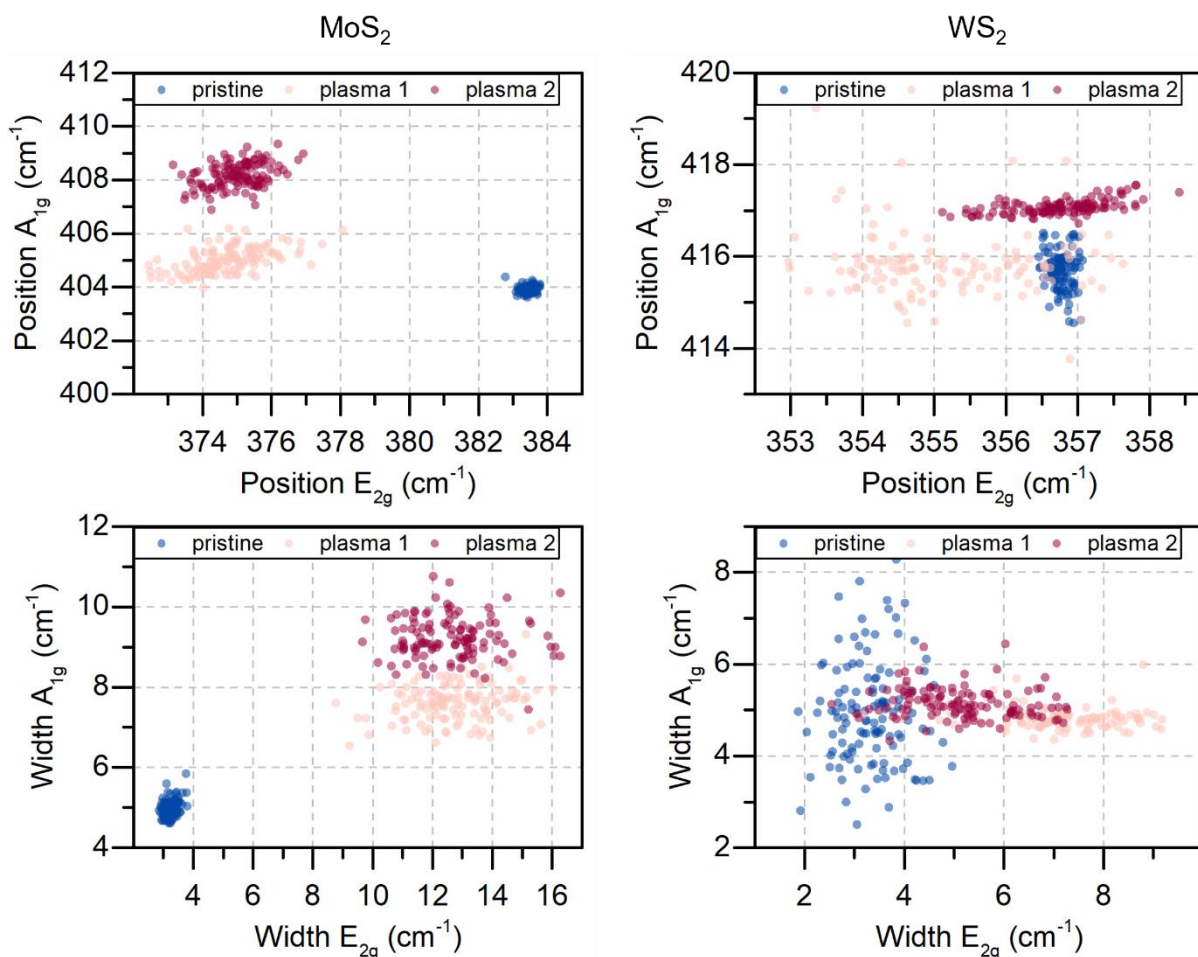 MoS₂
WS₂
pristine plasma 1 plasma 2
412
410
408
406
404
402
400
Position A₁g (cm⁻¹)
374 376 378 380 382 384
Position E₂g (cm⁻¹)
pristine plasma 1 plasma 2
420
418
416
414
Position A₁g (cm⁻¹)
353 354 355 356 357 358
Position E₂g (cm⁻¹)
pristine plasma 1 plasma 2
12
10
8
6
4
Width A₁g (cm⁻¹)
4 6 8 10 12 14 16
Width E₂g (cm⁻¹)
pristine plasma 1 plasma 2
8
6
4
2
Width A₁g (cm⁻¹)
2 4 6 8
Width E₂g (cm⁻¹)